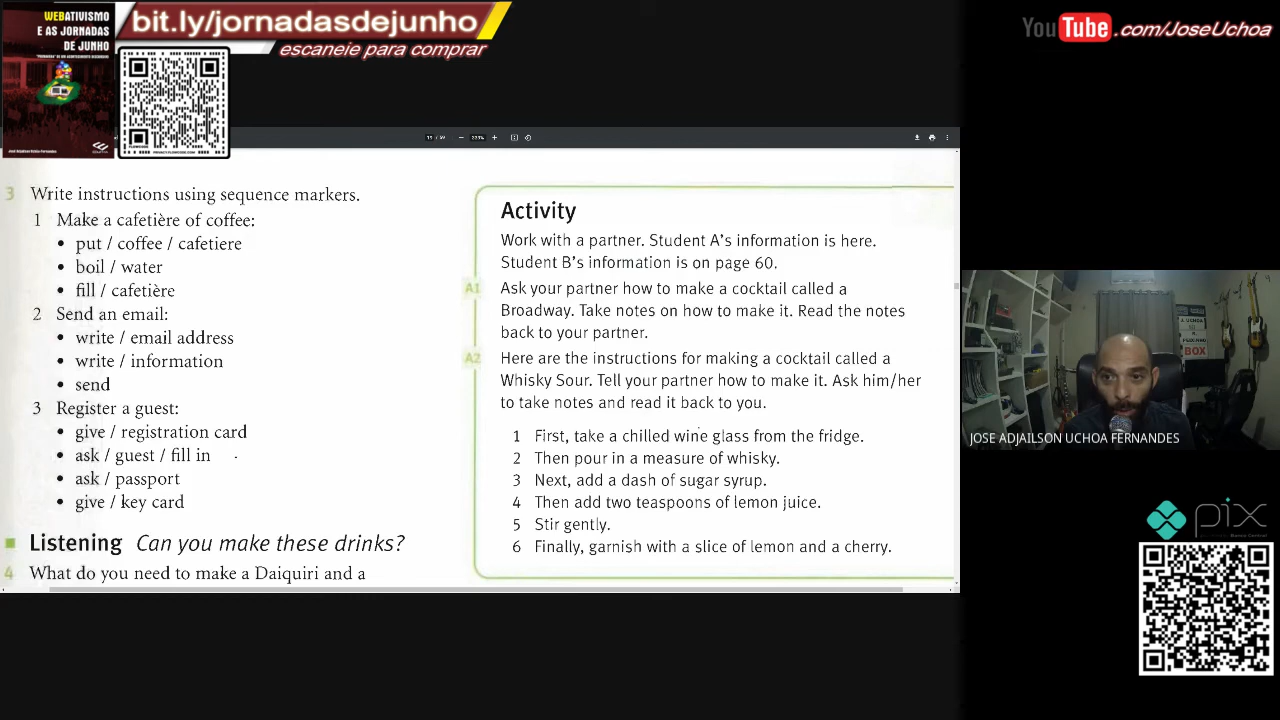 WEBATIVISMO
E AS JORNADAS
DE JUNHO
bit.ly/jornadasdejunho
escaneie para comprar
YouTube.com/JoseUchoa
19 / 99
223%
3 Write instructions using sequence markers.
1 Make a cafetière of coffee:
• put / coffee / cafetiere
• boil / water
• fill / cafetière
2 Send an email:
• write / email address
• write / information
• send
3 Register a guest:
• give / registration card
• ask / guest / fill in
• ask / passport
• give / key card
Listening Can you make these drinks?
4 What do you need to make a Daiquiri and a
Activity
Work with a partner. Student A's information is here.
Student B's information is on page 60.
A1 Ask your partner how to make a cocktail called a
Broadway. Take notes on how to make it. Read the notes
back to your partner.
A2 Here are the instructions for making a cocktail called a
Whisky Sour. Tell your partner how to make it. Ask him/her
to take notes and read it back to you.
1 First, take a chilled wine glass from the fridge.
2 Then pour in a measure of whisky.
3 Next, add a dash of sugar syrup.
4 Then add two teaspoons of lemon juice.
5 Stir gently.
6 Finally, garnish with a slice of lemon and a cherry.
BOX
JOSE ADJAILSON UCHOA FERNANDES
pix